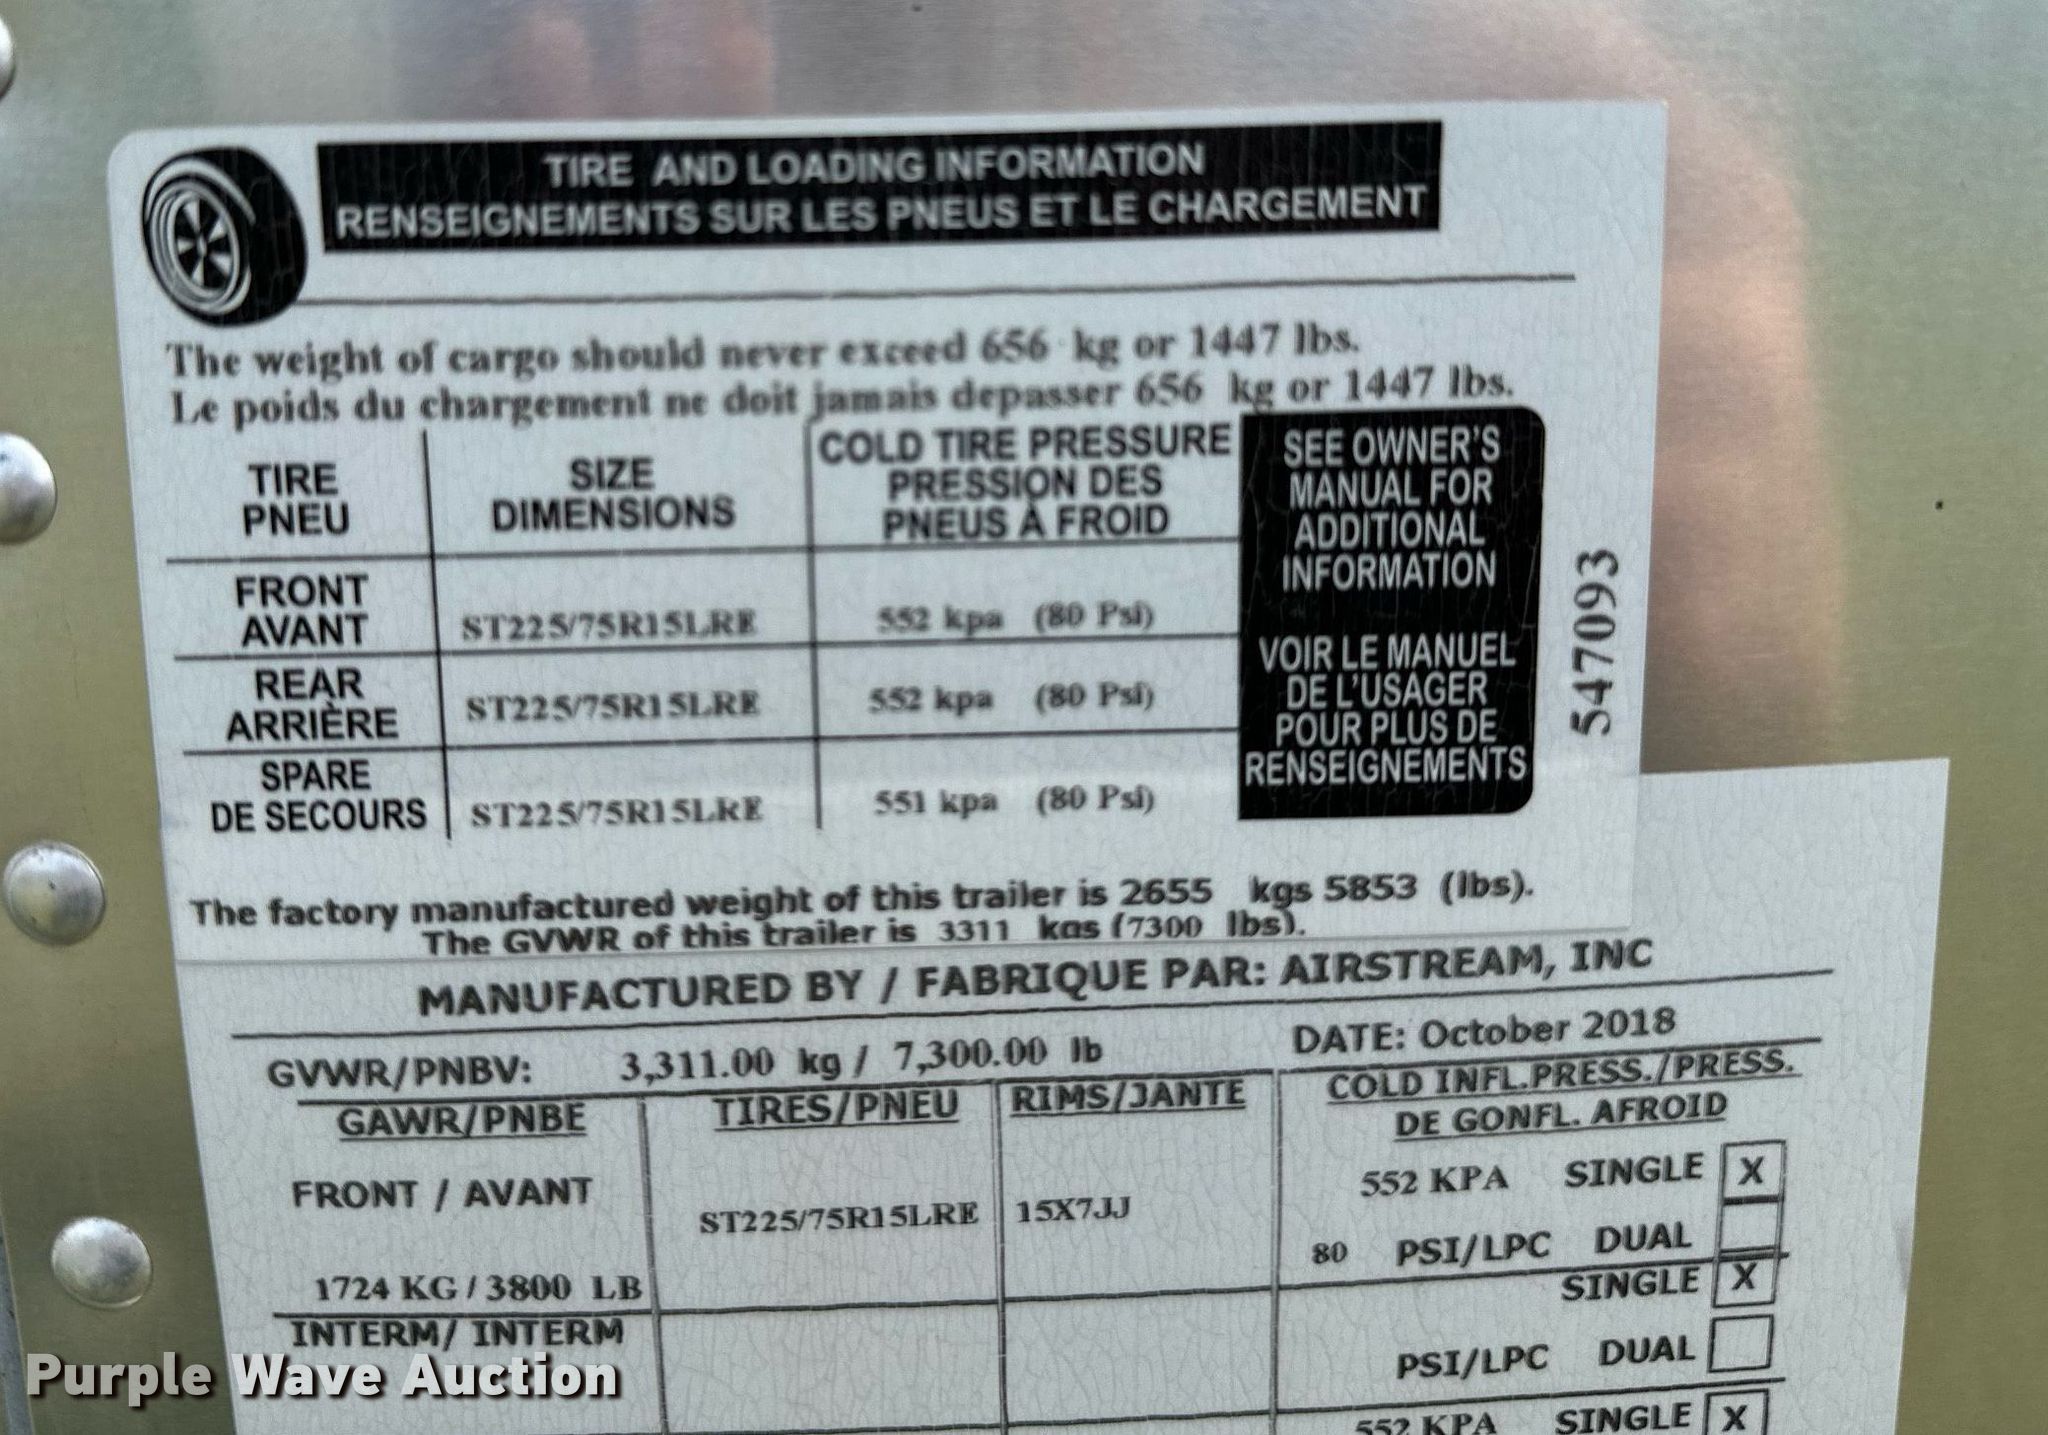 TIRE AND LOADING INFORMATION
RENSEIGNEMENTS SUR LES PNEUS ET LE CHARGEMENT
The weight of cargo should never exceed 656 kg or 1447 lbs.
Le poids du chargement ne doit jamais depasser 656 kg or 1447 lbs.
TIRE
PNEU
SIZE
DIMENSIONS
COLD TIRE PRESSURE
PRESSION DES
PNEUS À FROID
FRONT
AVANT
ST225/75R15LRE
552 kpa (80 Psi)
REAR
ARRIÈRE
ST225/75R15LRE
552 kpa (80 Psi)
SPARE
DE SECOURS
ST225/75R15LRE
551 kpa (80 Psi)
SEE OWNER'S
MANUAL FOR
ADDITIONAL
INFORMATION
VOIR LE MANUEL
DE L'USAGER
POUR PLUS DE
RENSEIGNEMENTS
547093
The factory manufactured weight of this trailer is 2655 kgs 5853 (lbs).
The GVWR of this trailer is 3311 kgs (7300 lbs).
MANUFACTURED BY / FABRIQUE PAR: AIRSTREAM, INC
DATE: October 2018
GVWR/PNBV: 3,311.00 kg / 7,300.00 lb
GAWR/PNBE
TIRES/PNEU
RIMS/JANTE
COLD INFL.PRESS./PRESS.
DE GONFL. AFROID
FRONT / AVANT
1724 KG / 3800 LB
ST225/75R15LRE
15X7JJ
552 KPA SINGLE X
80 PSI/LPC DUAL
INTERM/ INTERM
SINGLE X
PSI/LPC DUAL
552 KPA SINGLE X
Purple Wave Auction